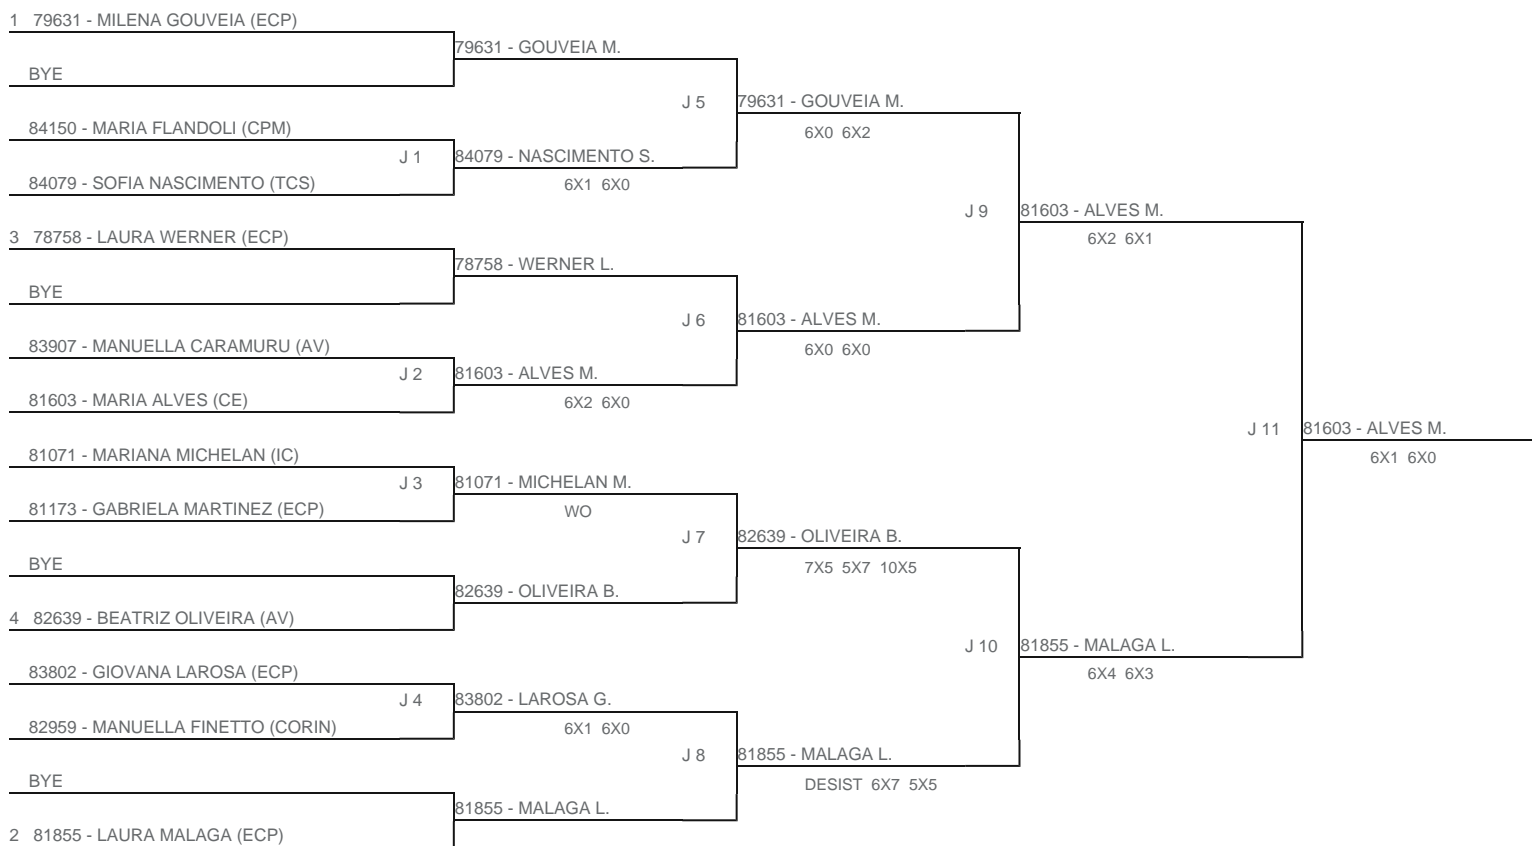 1 79631 - MILENA GOUVEIA (ECP)
79631 - GOUVEIA M.
BYE
J 5
79631 - GOUVEIA M.
84150 - MARIA FLANDOLI (CPM)
6X0 6X2
J 1
84079 - NASCIMENTO S.
84079 - SOFIA NASCIMENTO (TCS)
6X1 6X0
J 9
81603 - ALVES M.
3 78758 - LAURA WERNER (ECP)
6X2 6X1
78758 - WERNER L.
BYE
J 6
81603 - ALVES M.
83907 - MANUELLA CARAMURU (AV)
6X0 6X0
J 2
81603 - ALVES M.
81603 - MARIA ALVES (CE)
6X2 6X0
J 11
81603 - ALVES M.
81071 - MARIANA MICHELAN (IC)
6X1 6X0
J 3
81071 - MICHELAN M.
81173 - GABRIELA MARTINEZ (ECP)
WO
J 7
82639 - OLIVEIRA B.
BYE
7X5 5X7 10X5
82639 - OLIVEIRA B.
4 82639 - BEATRIZ OLIVEIRA (AV)
J 10
81855 - MALAGA L.
83802 - GIOVANA LAROSA (ECP)
6X4 6X3
J 4
83802 - LAROSA G.
82959 - MANUELLA FINETTO (CORIN)
6X1 6X0
J 8
81855 - MALAGA L.
BYE
DESIST 6X7 5X5
81855 - MALAGA L.
2 81855 - LAURA MALAGA (ECP)